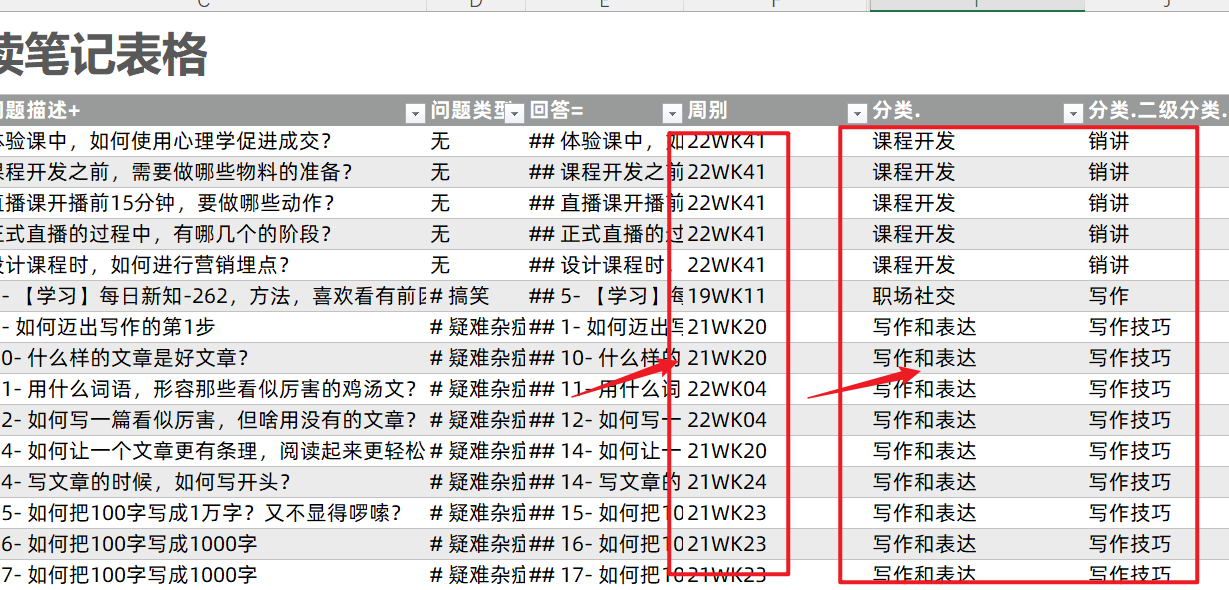 C D E F I J
读笔记表格
问题描述+ 问题类型 回答= 周别 分类. 分类.二级分类.
体验课中，如何使用心理学促进成交？ 无 ## 体验课中，如 22WK41 课程开发 销讲
课程开发之前，需要做哪些物料的准备？ 无 ## 课程开发之前 22WK41 课程开发 销讲
直播课开播前15分钟，要做哪些动作？ 无 ## 直播课开播前 22WK41 课程开发 销讲
正式直播的过程中，有哪几个的阶段？ 无 ## 正式直播的过 22WK41 课程开发 销讲
设计课程时，如何进行营销埋点？ 无 ## 设计课程时， 22WK41 课程开发 销讲
- 【学习】每日新知-262，方法，喜欢看有前因 # 搞笑 ## 5- 【学习】每 19WK11 职场社交 写作
- 如何迈出写作的第1步 # 疑难杂症 ## 1- 如何迈出写 21WK20 写作和表达 写作技巧
0- 什么样的文章是好文章？ # 疑难杂症 ## 10- 什么样的 21WK20 写作和表达 写作技巧
1- 用什么词语，形容那些看似厉害的鸡汤文？ # 疑难杂症 ## 11- 用什么词 22WK04 写作和表达 写作技巧
2- 如何写一篇看似厉害，但啥用没有的文章？ # 疑难杂症 ## 12- 如何写一 22WK04 写作和表达 写作技巧
4- 如何让一个文章更有条理，阅读起来更轻松 # 疑难杂症 ## 14- 如何让一 21WK20 写作和表达 写作技巧
4- 写文章的时候，如何写开头？ # 疑难杂症 ## 14- 写文章的 21WK24 写作和表达 写作技巧
5- 如何把100字写成1万字？又不显得啰嗦？ # 疑难杂症 ## 15- 如何把10 21WK23 写作和表达 写作技巧
6- 如何把100字写成1000字 # 疑难杂症 ## 16- 如何把10 21WK23 写作和表达 写作技巧
7- 如何把100字写成1000字 # 疑难杂症 ## 17- 如何把10 21WK23 写作和表达 写作技巧